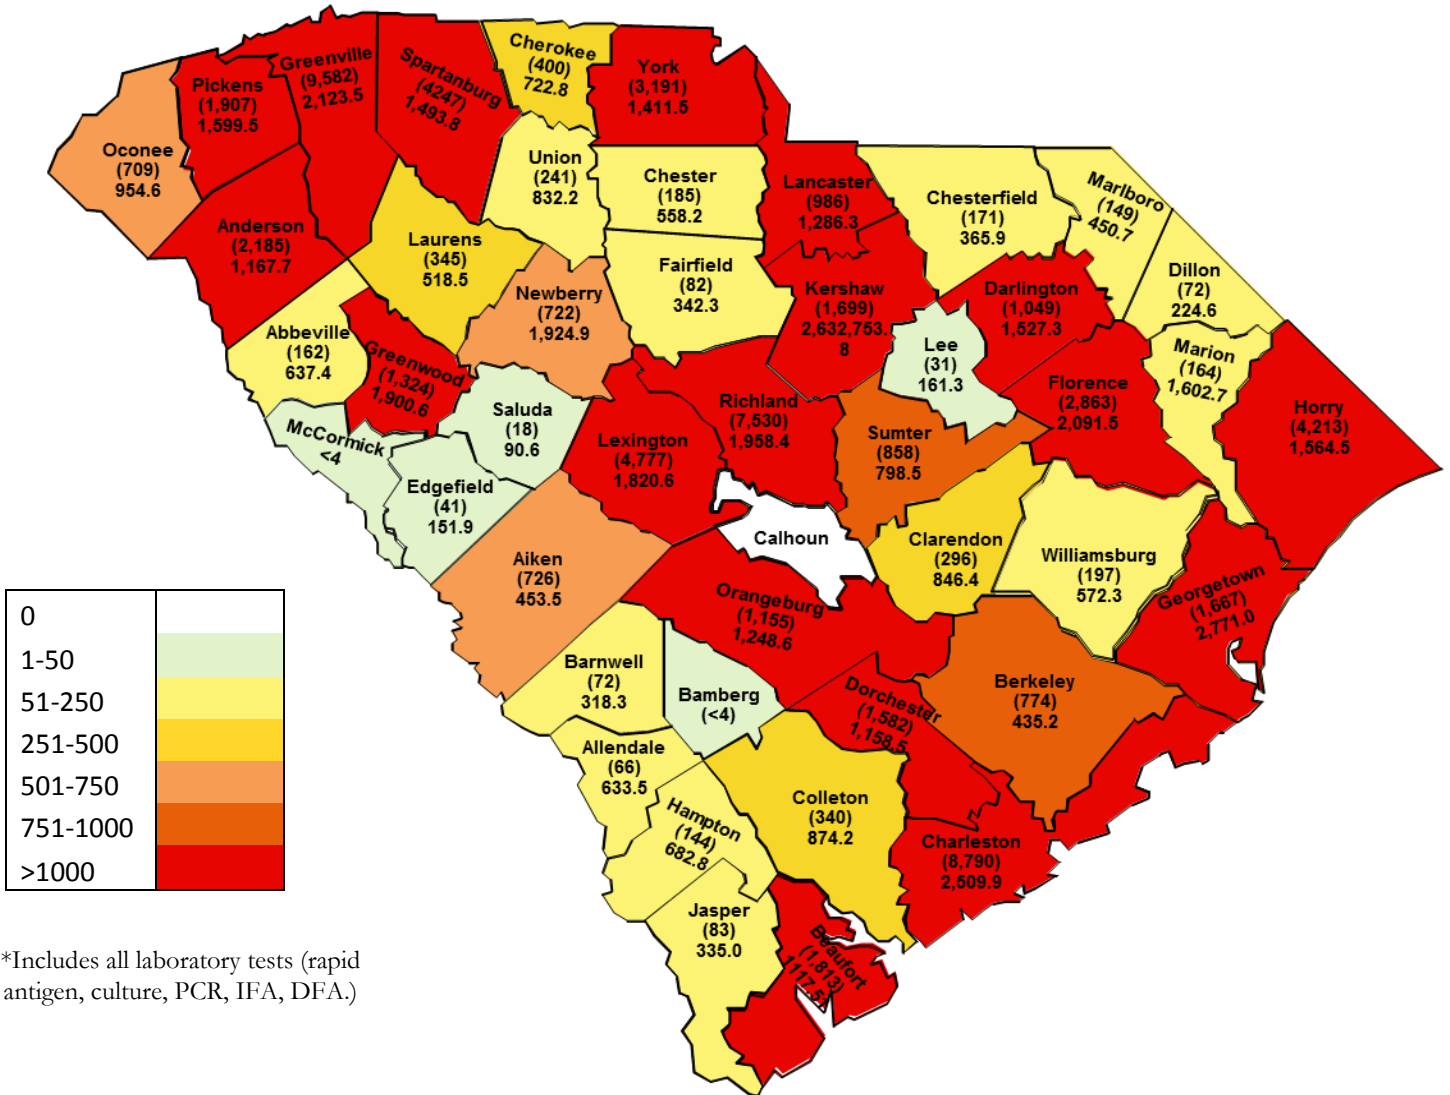 Cherokee
(400)
722.8
York
(3,191)
1,411.5
Greenville
(9,582)
2,123.5
Spartanburg
(4247)
1,493.8
Pickens
(1,907)
1,599.5
Oconee
(709)
954.6
Union
(241)
832.2
Chester
(185)
558.2
Lancaster
(986)
1,286.3
Chesterfield
(171)
365.9
Marlboro
(149)
450.7
Anderson
(2,185)
1,167.7
Laurens
(345)
518.5
Fairfield
(82)
342.3
Dillon
(72)
224.6
Newberry
(722)
1,924.9
Kershaw
(1,699)
2,632,753.
8
Darlington
(1,049)
1,527.3
Abbeville
(162)
637.4
Greenwood
(1,324)
1,900.6
Lee
(31)
161.3
Marion
(164)
1,602.7
Florence
(2,863)
2,091.5
Horry
(4,213)
1,564.5
Saluda
(18)
90.6
Richland
(7,530)
1,958.4
McCormick
<4
Lexington
(4,777)
1,820.6
Sumter
(858)
798.5
Edgefield
(41)
151.9
Calhoun
Clarendon
(296)
846.4
Williamsburg
(197)
572.3
Aiken
(726)
453.5
Orangeburg
(1,155)
1,248.6
Georgetown
(1,667)
2,771.0
Barnwell
(72)
318.3
Bamberg
(<4)
Dorchester
(1,582)
1,158.5
Berkeley
(774)
435.2
Allendale
(66)
633.5
Hampton
(144)
682.8
Colleton
(340)
874.2
Charleston
(8,790)
2,509.9
Jasper
(83)
335.0
Beaufort
(1,813)
1117.5
0
1-50
51-250
251-500
501-750
751-1000
>1000
*Includes all laboratory tests (rapid
antigen, culture, PCR, IFA, DFA.)